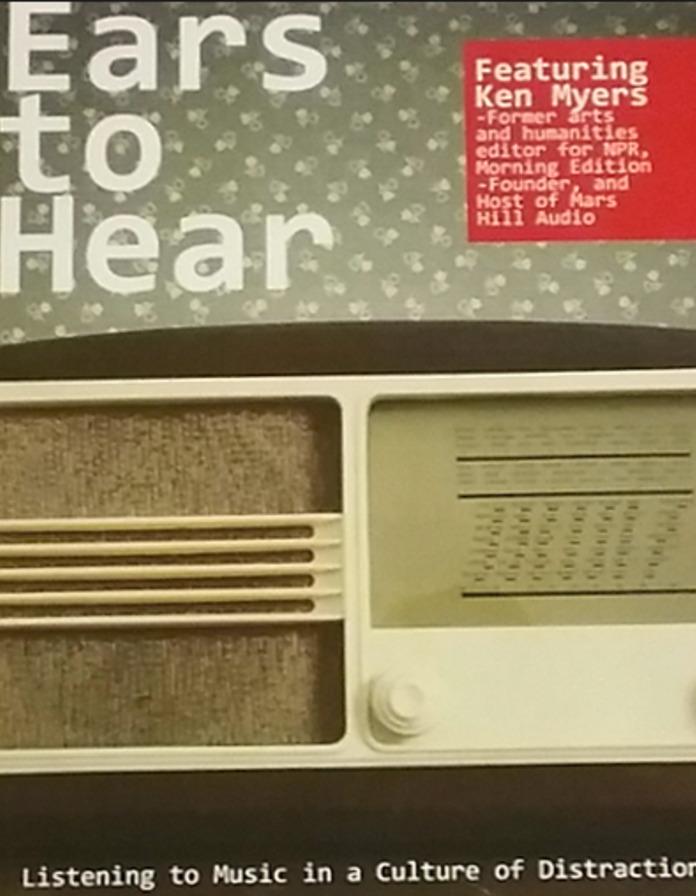 Ears
to
Hear
Featuring
Ken Myers
-Former arts
and humanities
editor for NPR,
Morning Edition
-Founder, and
Host of Mars
Hill Audio
Listening to Music in a Culture of Distraction